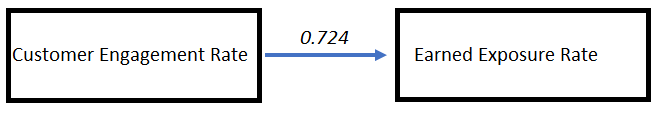 0.724
Customer Engagement Rate
Earned Exposure Rate